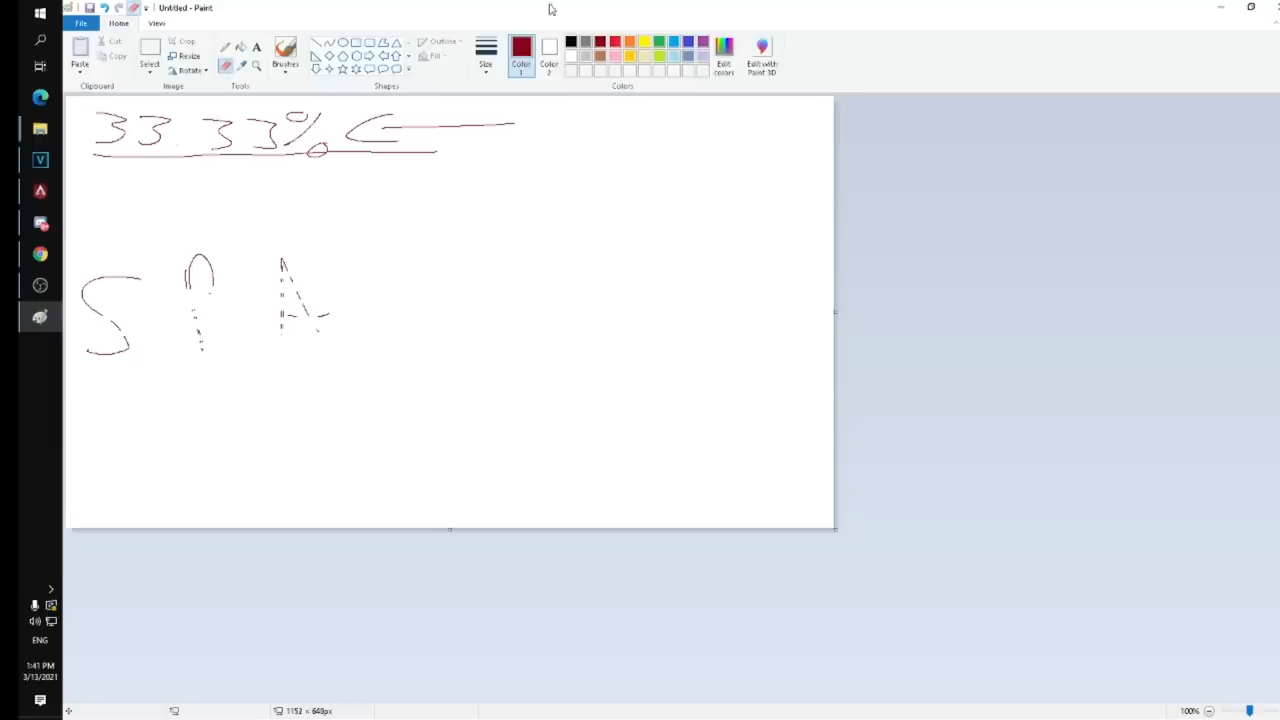 Untitled - Paint
File Home View
Paste
Cut
Copy
Clipboard
Select
Crop
Resize
Rotate
Image
Tools
Brushes
Outline
Fill
Shapes
Size
Color 1
Color 2
Edit colors
Edit with Paint 3D
Colors
33 33%
S
A
ENG
1:41 PM
3/13/2021
1152 × 648px
100%